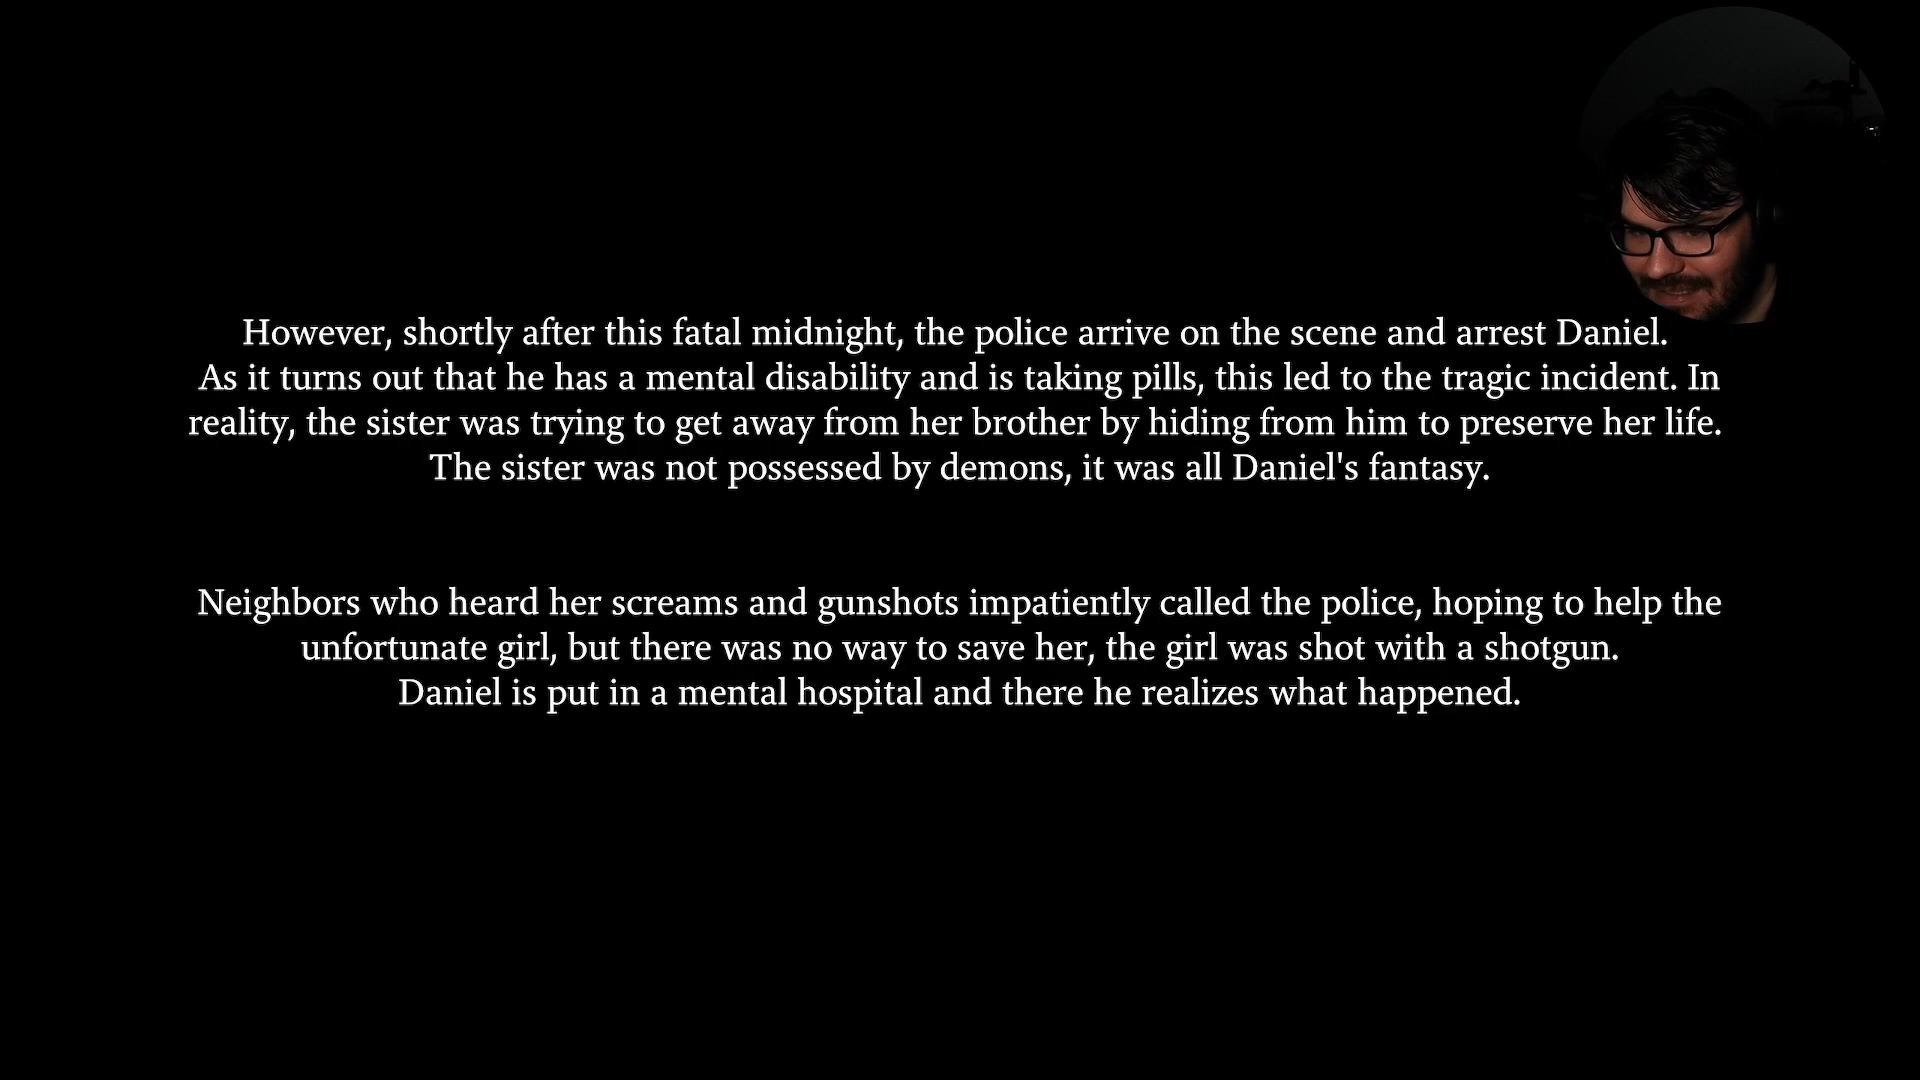 However, shortly after this fatal midnight, the police arrive on the scene and arrest Daniel.
As it turns out that he has a mental disability and is taking pills, this led to the tragic incident. In
reality, the sister was trying to get away from her brother by hiding from him to preserve her life.
The sister was not possessed by demons, it was all Daniel's fantasy.
Neighbors who heard her screams and gunshots impatiently called the police, hoping to help the
unfortunate girl, but there was no way to save her, the girl was shot with a shotgun.
Daniel is put in a mental hospital and there he realizes what happened.